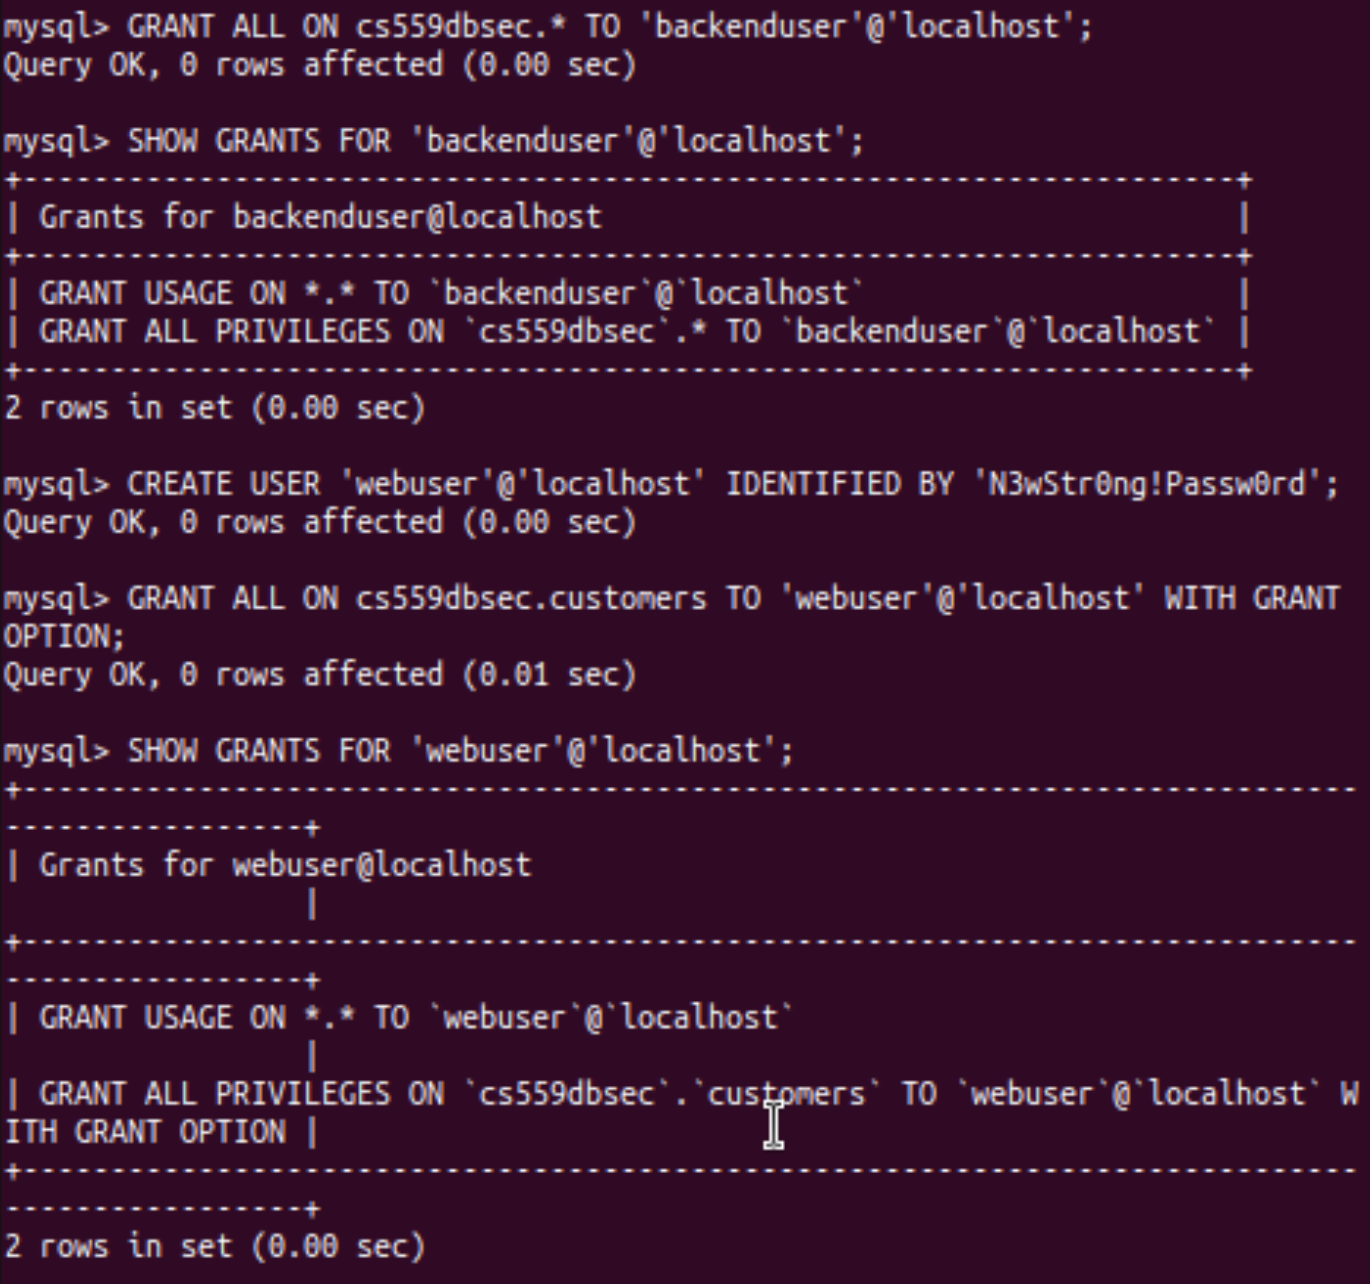 mysql> GRANT ALL ON cs559dbsec.* TO 'backenduser'@'localhost';
Query OK, 0 rows affected (0.00 sec)

mysql> SHOW GRANTS FOR 'backenduser'@'localhost';
+---------------------------------------------------------------------+
| Grants for backenduser@localhost                                    |
+---------------------------------------------------------------------+
| GRANT USAGE ON *.* TO `backenduser`@`localhost`                     |
| GRANT ALL PRIVILEGES ON `cs559dbsec`.* TO `backenduser`@`localhost` |
+---------------------------------------------------------------------+
2 rows in set (0.00 sec)

mysql> CREATE USER 'webuser'@'localhost' IDENTIFIED BY 'N3wStr0ng!Passw0rd';
Query OK, 0 rows affected (0.00 sec)

mysql> GRANT ALL ON cs559dbsec.customers TO 'webuser'@'localhost' WITH GRANT
OPTION;
Query OK, 0 rows affected (0.01 sec)

mysql> SHOW GRANTS FOR 'webuser'@'localhost';
+----------------------------------------------------------------------------
-----------------+
| Grants for webuser@localhost
                 |
+----------------------------------------------------------------------------
-----------------+
| GRANT USAGE ON *.* TO `webuser`@`localhost`
                 |
| GRANT ALL PRIVILEGES ON `cs559dbsec`.`customers` TO `webuser`@`localhost` W
ITH GRANT OPTION |
+----------------------------------------------------------------------------
-----------------+
2 rows in set (0.00 sec)